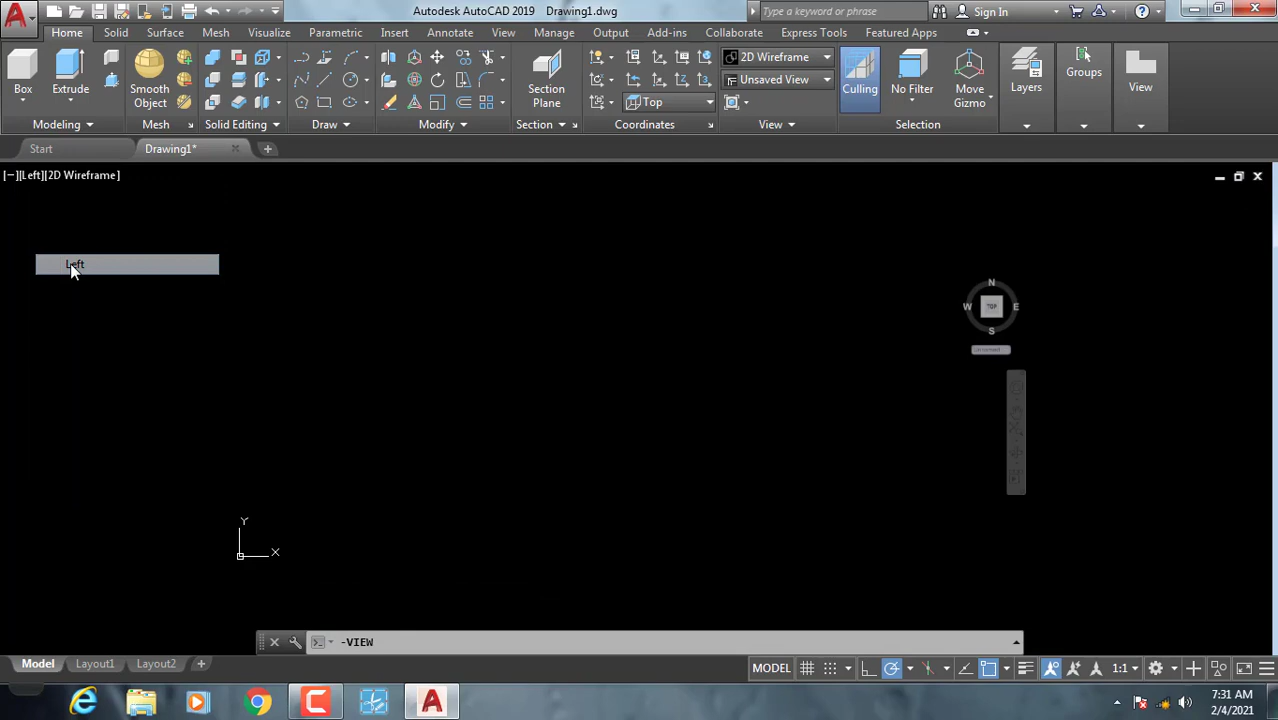 Autodesk AutoCAD 2019 Drawing1.dwg
Type a keyword or phrase
Sign In
Home Solid Surface Mesh Visualize Parametric Insert Annotate View Manage Output Add-ins Collaborate Express Tools Featured Apps
2D Wireframe
Unsaved View
Top
Box Extrude Smooth Object Section Plane Culling No Filter Move Gizmo Layers Groups View
Modeling Mesh Solid Editing Draw Modify Section Coordinates View Selection
Start Drawing1*
[−][Left][2D Wireframe]
Left
N
W TOP E
S
Unnamed
Y
X
-VIEW
Model Layout1 Layout2
MODEL 1:1
7:31 AM
2/4/2021